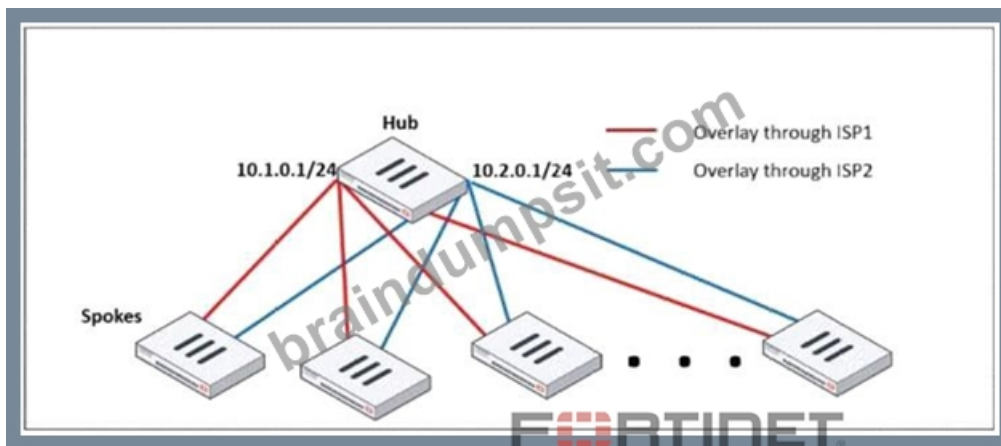 Hub
Overlay through ISP1
10.1.0.1/24
10.2.0.1/24
Overlay through ISP2
Spokes
braindumpsit.com
FORTINET